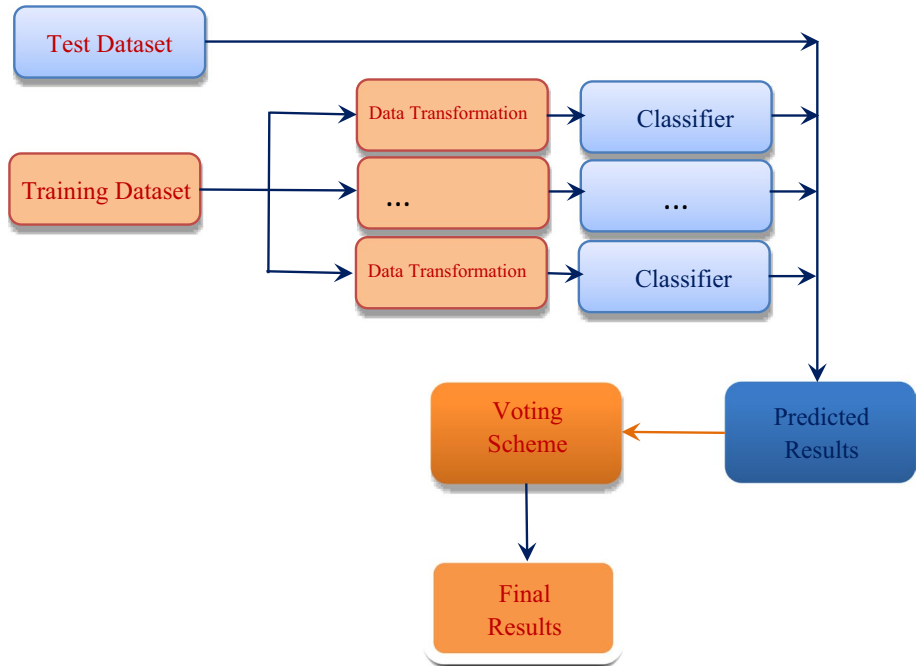 Test Dataset
Data Transformation
Classifier
Training Dataset
...
...
Data Transformation
Classifier
Voting
Scheme
Predicted
Results
Final
Results